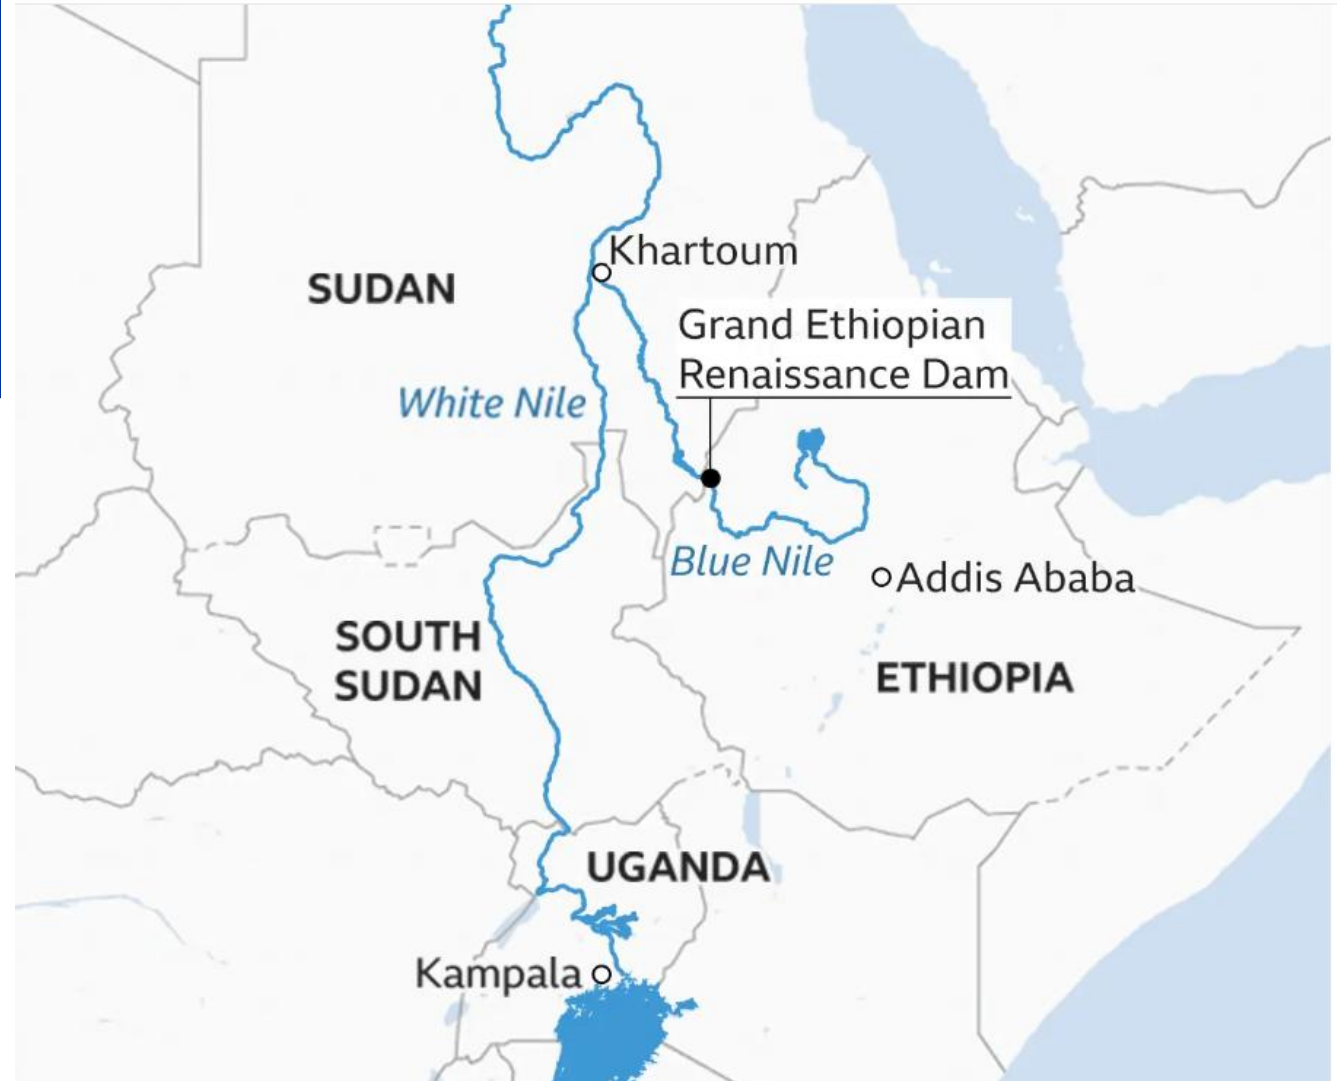 Khartoum
SUDAN
Grand Ethiopian
Renaissance Dam
White Nile
Blue Nile
Addis Ababa
SOUTH
SUDAN
ETHIOPIA
UGANDA
Kampala